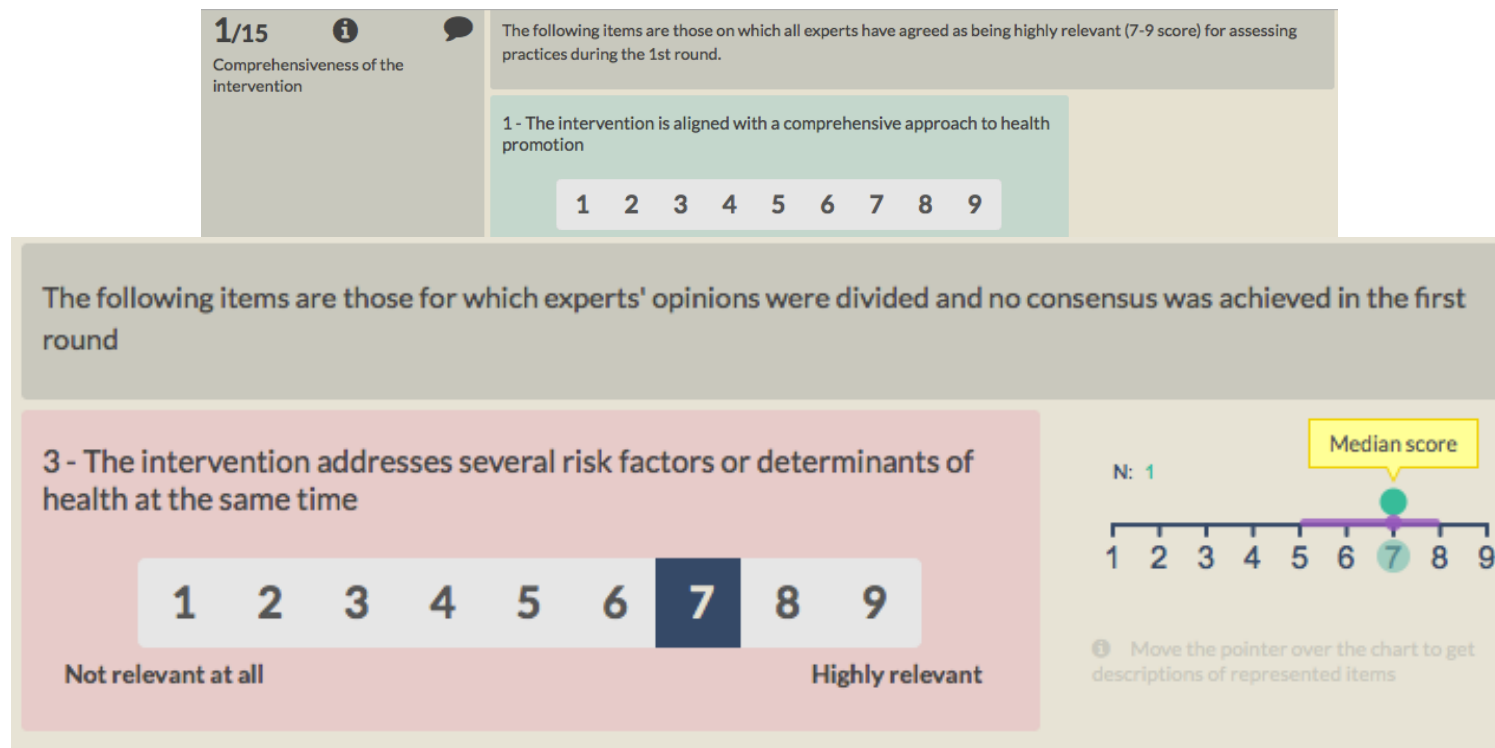 1/15
Comprehensiveness of the
intervention
The following items are those on which all experts have agreed as being highly relevant (7-9 score) for assessing
practices during the 1st round.
1 - The intervention is aligned with a comprehensive approach to health
promotion
1 2 3 4 5 6 7 8 9
The following items are those for which experts' opinions were divided and no consensus was achieved in the first
round
3 - The intervention addresses several risk factors or determinants of
health at the same time
1 2 3 4 5 6 7 8 9
Not relevant at all Highly relevant
Median score
N: 1
1 2 3 4 5 6 7 8 9
Move the pointer over the chart to get
descriptions of represented items